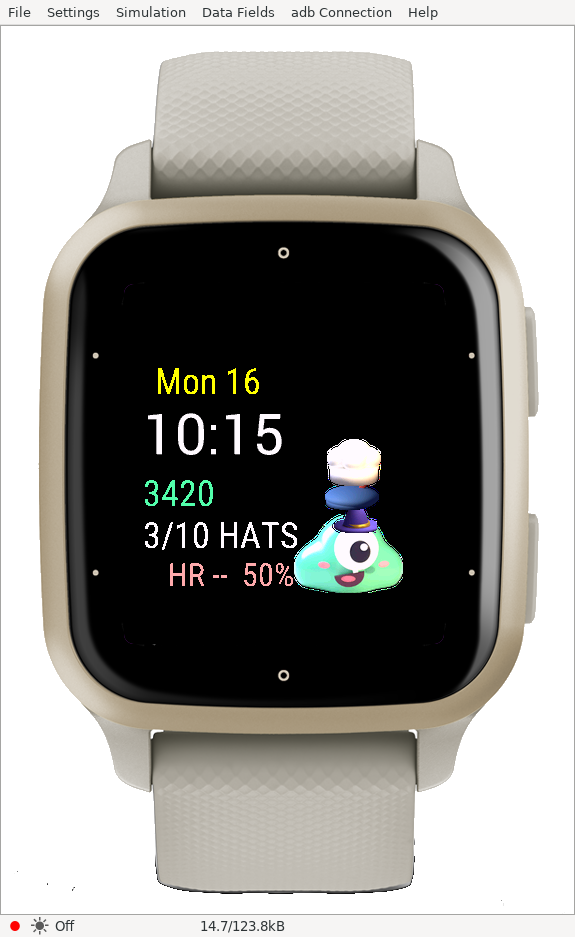 File Settings Simulation Data Fields adb Connection Help
Mon 16
10:15
3420
3/10 HATS
HR -- 50%
Off 14.7/123.8kB